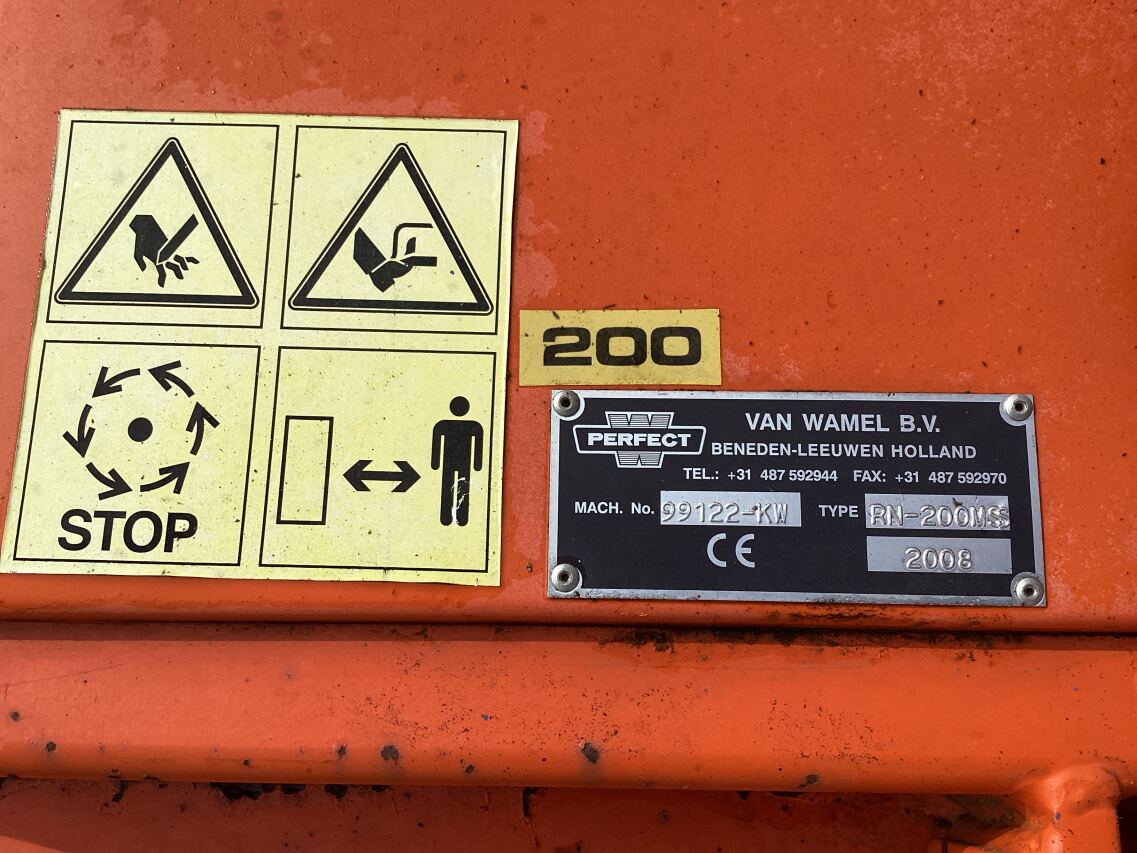 STOP
200
W
PERFECT
W
VAN WAMEL B.V.
BENEDEN-LEEUWEN HOLLAND
TEL.: +31 487 592944 FAX: +31 487 592970
MACH. No. 99122-KW TYPE RN-200MS
CE
2008